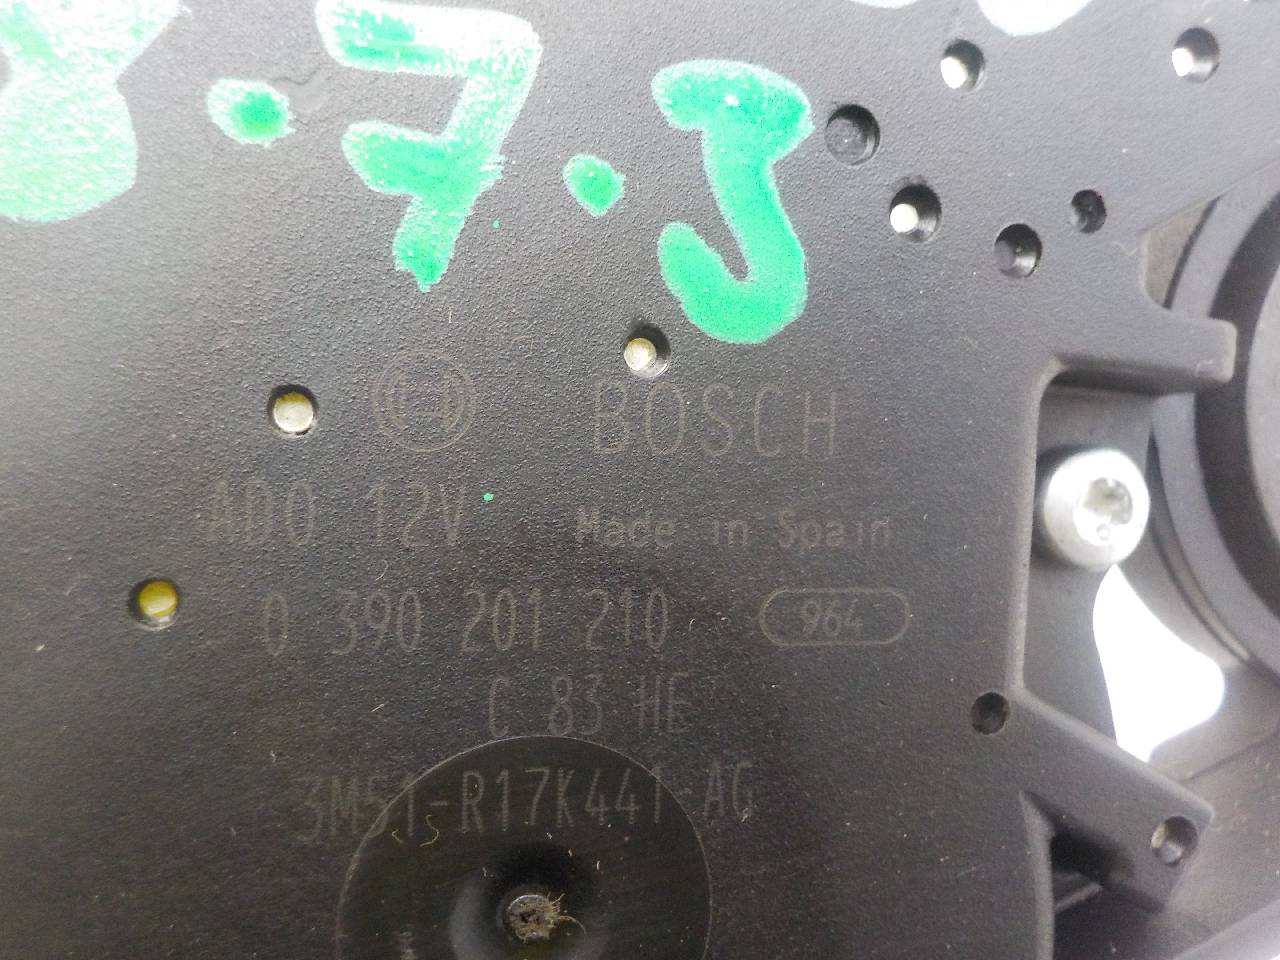 BOSCH
ADO 12V Made in Spain
0 390 201 210 964
C 83 HE
3M51-R17K441-AG